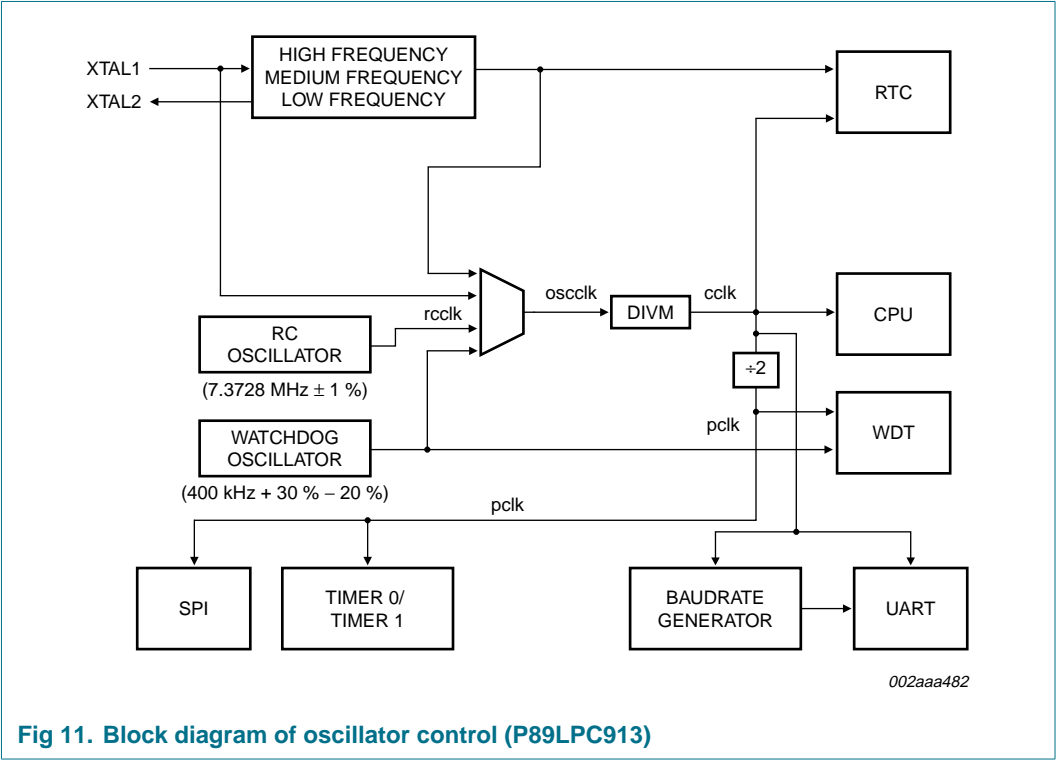 HIGH FREQUENCY
MEDIUM FREQUENCY
LOW FREQUENCY
XTAL1
XTAL2
RTC
oscclk
cclk
rcclk
DIVM
CPU
RC
OSCILLATOR
(7.3728 MHz ± 1 %)
÷2
pclk
WDT
WATCHDOG
OSCILLATOR
(400 kHz + 30 % − 20 %)
pclk
SPI
TIMER 0/
TIMER 1
BAUDRATE
GENERATOR
UART
002aaa482
Fig 11. Block diagram of oscillator control (P89LPC913)